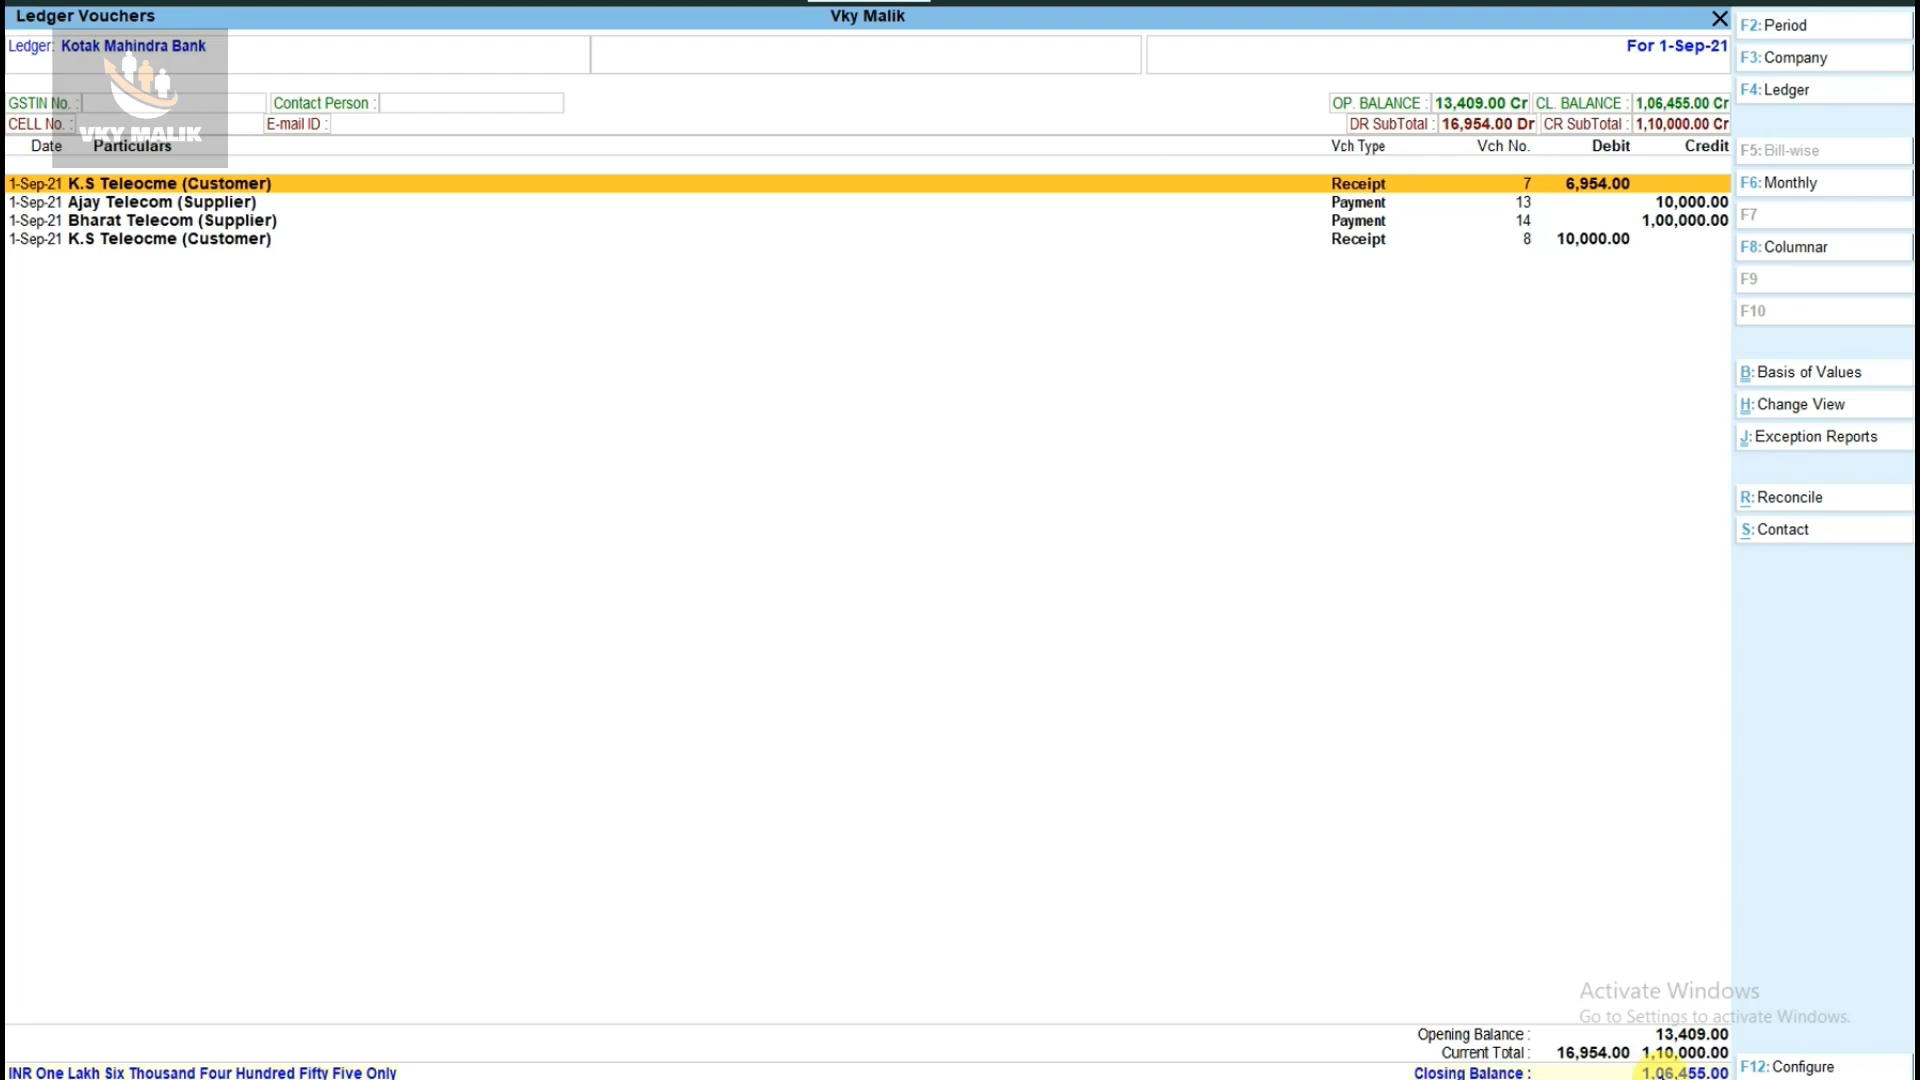 Ledger Vouchers Vky Malik
Ledger: Kotak Mahindra Bank For 1-Sep-21
GSTIN No. : Contact Person : OP. BALANCE : 13,409.00 Cr CL. BALANCE : 1,06,455.00 Cr
CELL No. : E-mail ID : DR SubTotal : 16,954.00 Dr CR SubTotal : 1,10,000.00 Cr
VKY MALIK
Date Particulars Vch Type Vch No. Debit Credit
1-Sep-21 K.S Teleocme (Customer) Receipt 7 6,954.00
1-Sep-21 Ajay Telecom (Supplier) Payment 13 10,000.00
1-Sep-21 Bharat Telecom (Supplier) Payment 14 1,00,000.00
1-Sep-21 K.S Teleocme (Customer) Receipt 8 10,000.00
Opening Balance : 13,409.00
Current Total : 16,954.00 1,10,000.00
INR One Lakh Six Thousand Four Hundred Fifty Five Only Closing Balance : 1,06,455.00
F2: Period
F3: Company
F4: Ledger
F5: Bill-wise
F6: Monthly
F7
F8: Columnar
F9
F10
B: Basis of Values
H: Change View
J: Exception Reports
R: Reconcile
S: Contact
Activate Windows
Go to Settings to activate Windows.
F12: Configure